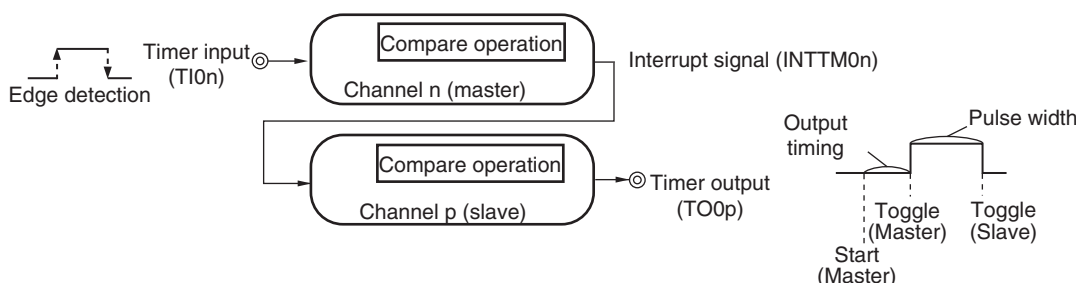 Timer input
(TI0n)
Edge detection
Compare operation
Channel n (master)
Interrupt signal (INTTM0n)
Compare operation
Channel p (slave)
Timer output
(TO0p)
Output
timing
Pulse width
Toggle
(Master)
Toggle
(Slave)
Start
(Master)